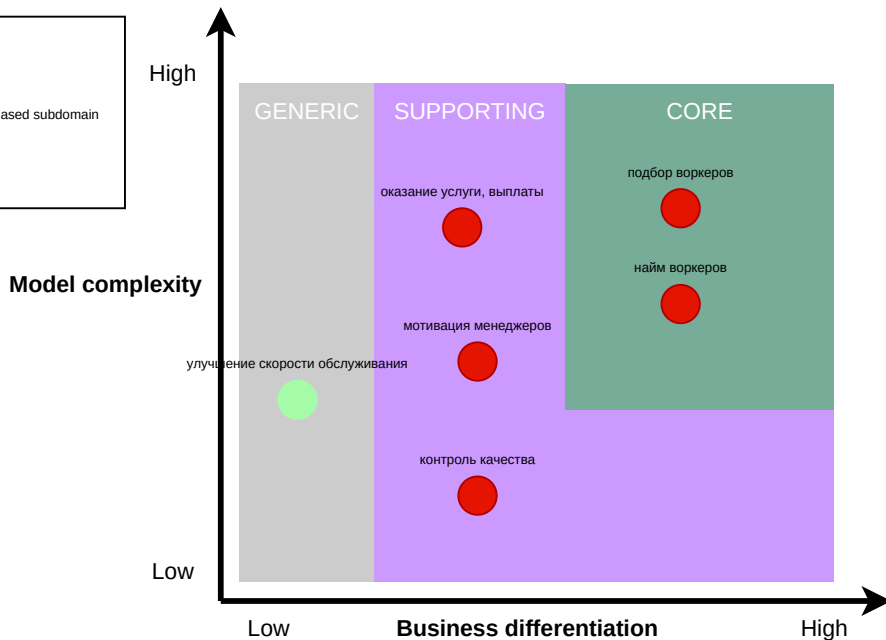 High
GENERIC
SUPPORTING
CORE
ased subdomain
подбор воркеров
оказание услуги, выплаты
найм воркеров
Model complexity
мотивация менеджеров
улучшение скорости обслуживания
контроль качества
Low
Low
Business differentiation
High